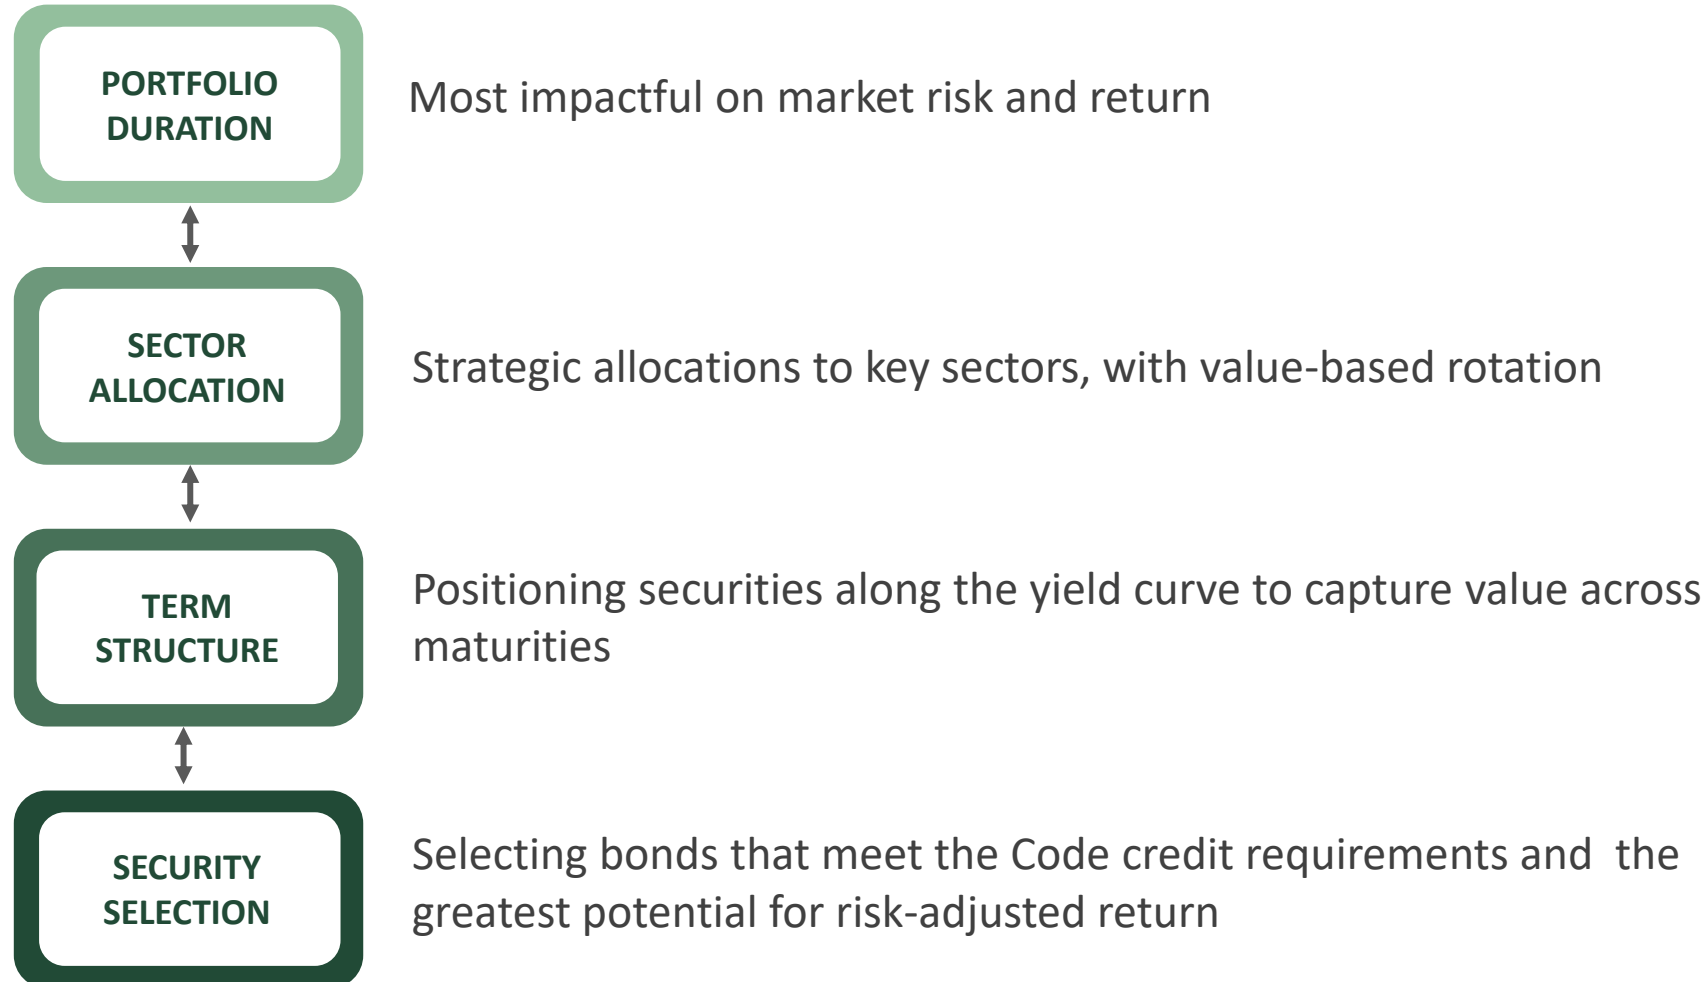 PORTFOLIO
DURATION
Most impactful on market risk and return
SECTOR
ALLOCATION
Strategic allocations to key sectors, with value-based rotation
TERM
STRUCTURE
Positioning securities along the yield curve to capture value across
maturities
SECURITY
SELECTION
Selecting bonds that meet the Code credit requirements and  the
greatest potential for risk-adjusted return